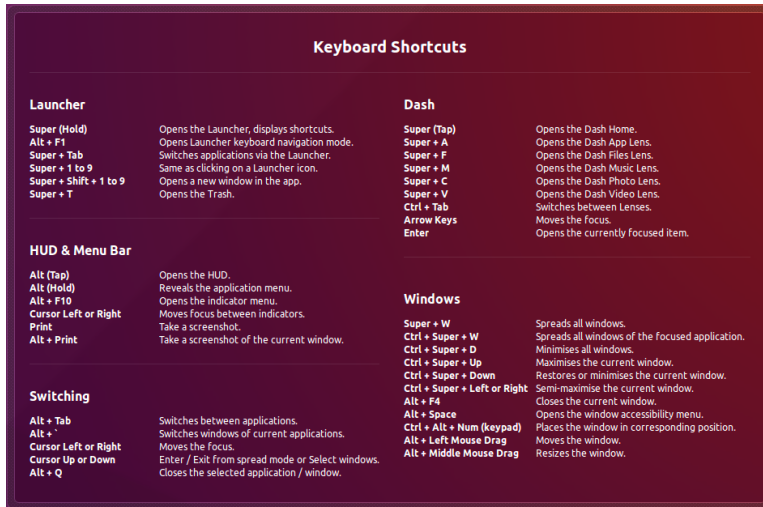 Keyboard Shortcuts
Launcher
Super (Hold) Opens the Launcher, displays shortcuts.
Alt + F1 Opens Launcher keyboard navigation mode.
Super + Tab Switches applications via the Launcher.
Super + 1 to 9 Same as clicking on a Launcher icon.
Super + Shift + 1 to 9 Opens a new window in the app.
Super + T Opens the Trash.
HUD & Menu Bar
Alt (Tap) Opens the HUD.
Alt (Hold) Reveals the application menu.
Alt + F10 Opens the indicator menu.
Cursor Left or Right Moves focus between indicators.
Print Take a screenshot.
Alt + Print Take a screenshot of the current window.
Switching
Alt + Tab Switches between applications.
Alt + ` Switches windows of current applications.
Cursor Left or Right Moves the focus.
Cursor Up or Down Enter / Exit from spread mode or Select windows.
Alt + Q Closes the selected application / window.
Dash
Super (Tap) Opens the Dash Home.
Super + A Opens the Dash App Lens.
Super + F Opens the Dash Files Lens.
Super + M Opens the Dash Music Lens.
Super + C Opens the Dash Photo Lens.
Super + V Opens the Dash Video Lens.
Ctrl + Tab Switches between Lenses.
Arrow Keys Moves the focus.
Enter Opens the currently focused item.
Windows
Super + W Spreads all windows.
Ctrl + Super + W Spreads all windows of the focused application.
Ctrl + Super + D Minimises all windows.
Ctrl + Super + Up Maximises the current window.
Ctrl + Super + Down Restores or minimises the current window.
Ctrl + Super + Left or Right Semi-maximise the current window.
Alt + F4 Closes the current window.
Alt + Space Opens the window accessibility menu.
Ctrl + Alt + Num (keypad) Places the window in corresponding position.
Alt + Left Mouse Drag Moves the window.
Alt + Middle Mouse Drag Resizes the window.